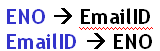 ENO → EmailID
EmailID → ENO